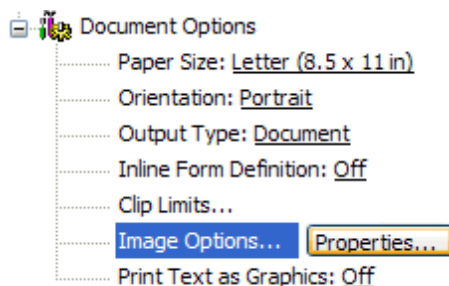 Document Options
Paper Size: Letter (8.5 x 11 in)
Orientation: Portrait
Output Type: Document
Inline Form Definition: Off
Clip Limits...
Image Options... Properties...
Print Text as Graphics: Off